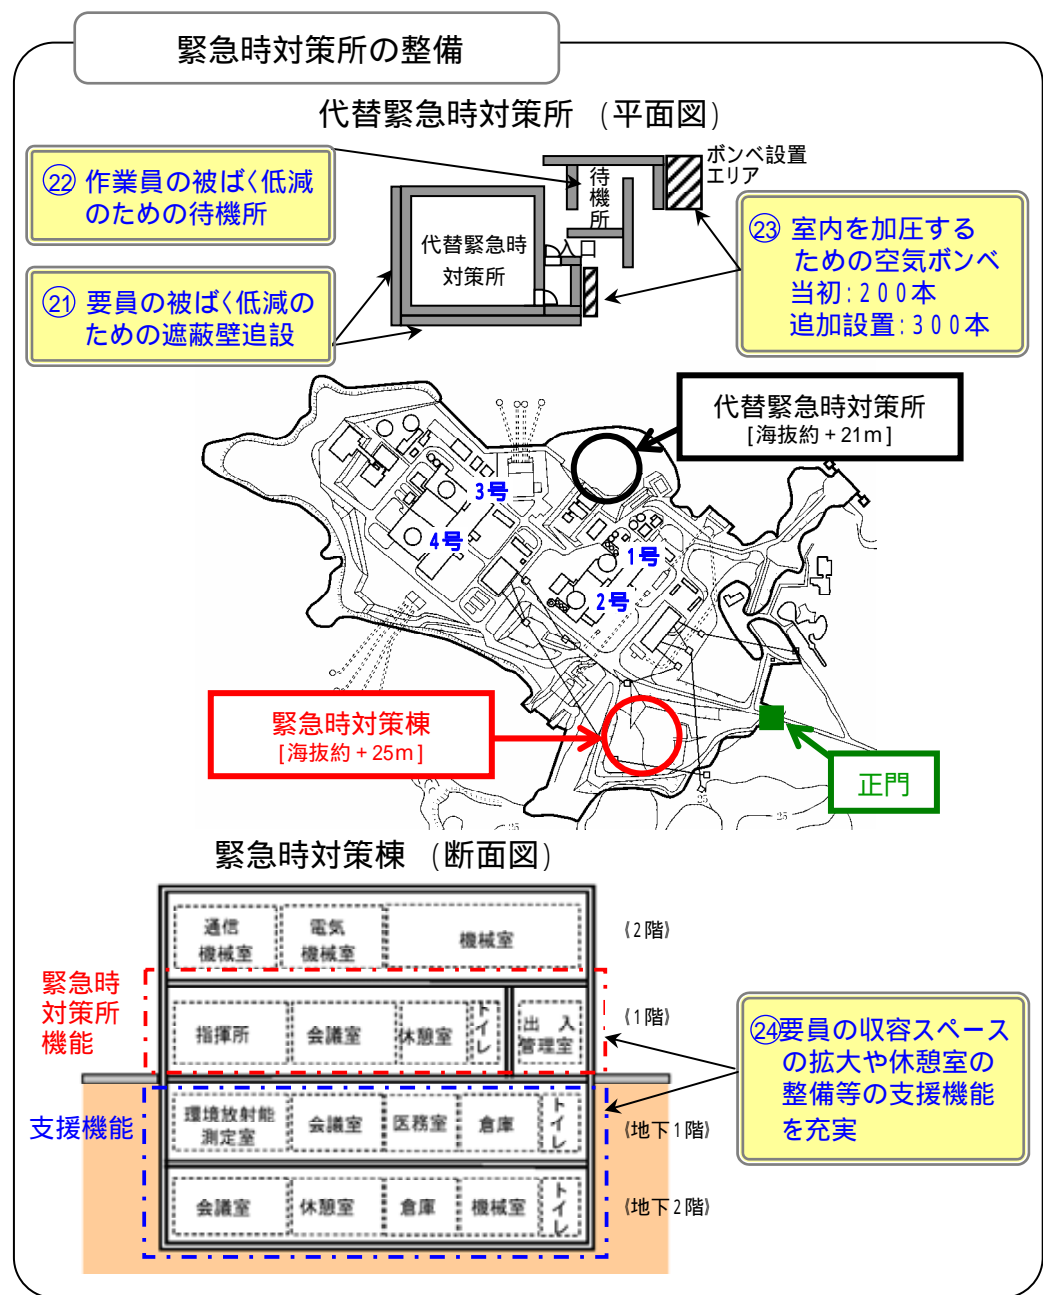 緊急時対策所の整備
代替緊急時対策所 (平面図)
㉒ 作業員の被ばく低減
のための待機所
㉑ 要員の被ばく低減の
ための遮蔽壁追設
待機所
ボンベ設置
エリア
代替緊急時
対策所
入口
㉓ 室内を加圧する
ための空気ボンベ
当初:200本
追加設置:300本
代替緊急時対策所
[海抜約+21m]
3号
4号
1号
2号
緊急時対策棟
[海抜約+25m]
正門
25
25
25
緊急時対策棟 (断面図)
通信
機械室
電気
機械室
機械室
(2階)
緊急時
対策所
機能
指揮所
会議室
休憩室
トイレ
出入
管理室
(1階)
㉔要員の収容スペース
の拡大や休憩室の
整備等の支援機能
を充実
支援機能
環境放射能
測定室
会議室
医務室
倉庫
トイレ
(地下1階)
会議室
休憩室
倉庫
機械室
トイレ
(地下2階)